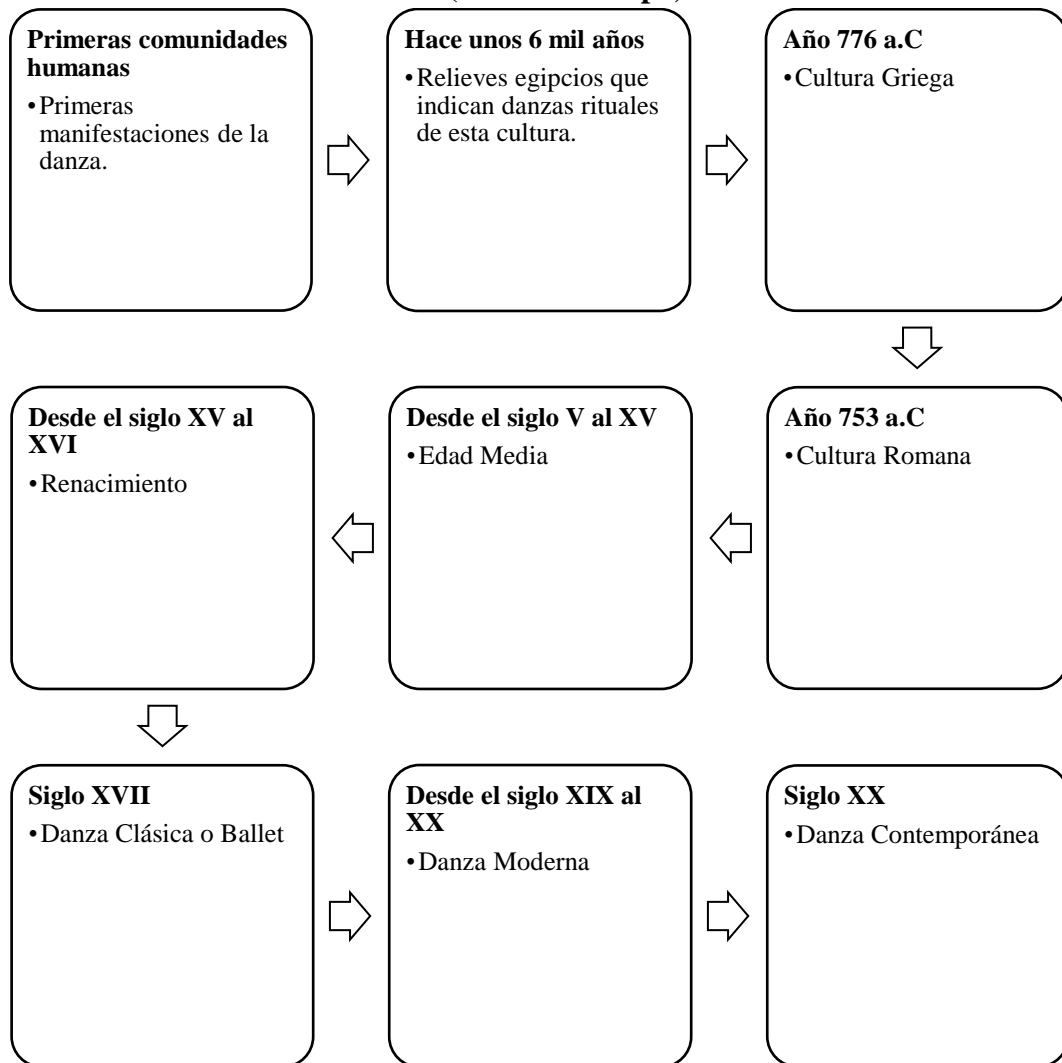 Primeras comunidades
humanas
•Primeras
manifestaciones de la
danza.
Hace unos 6 mil años
•Relieves egipcios que
indican danzas rituales
de esta cultura.
Año 776 a.C
•Cultura Griega
Año 753 a.C
•Cultura Romana
Desde el siglo V al XV
•Edad Media
Desde el siglo XV al
XVI
•Renacimiento
Siglo XVII
•Danza Clásica o Ballet
Desde el siglo XIX al
XX
•Danza Moderna
Siglo XX
•Danza Contemporánea